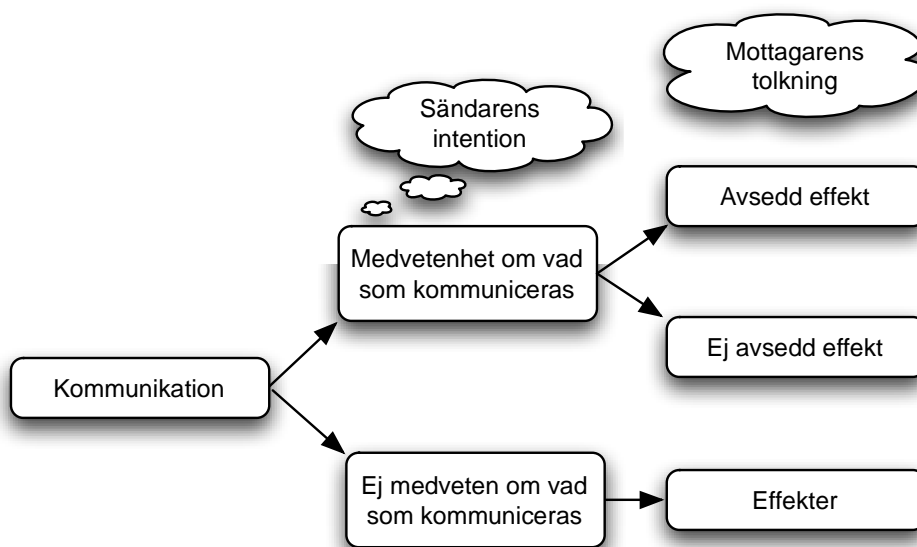 Mottagarens
tolkning
Sändarens
intention
Avsedd effekt
Medvetenhet om vad
som kommuniceras
Ej avsedd effekt
Kommunikation
Ej medveten om vad
som kommuniceras
Effekter